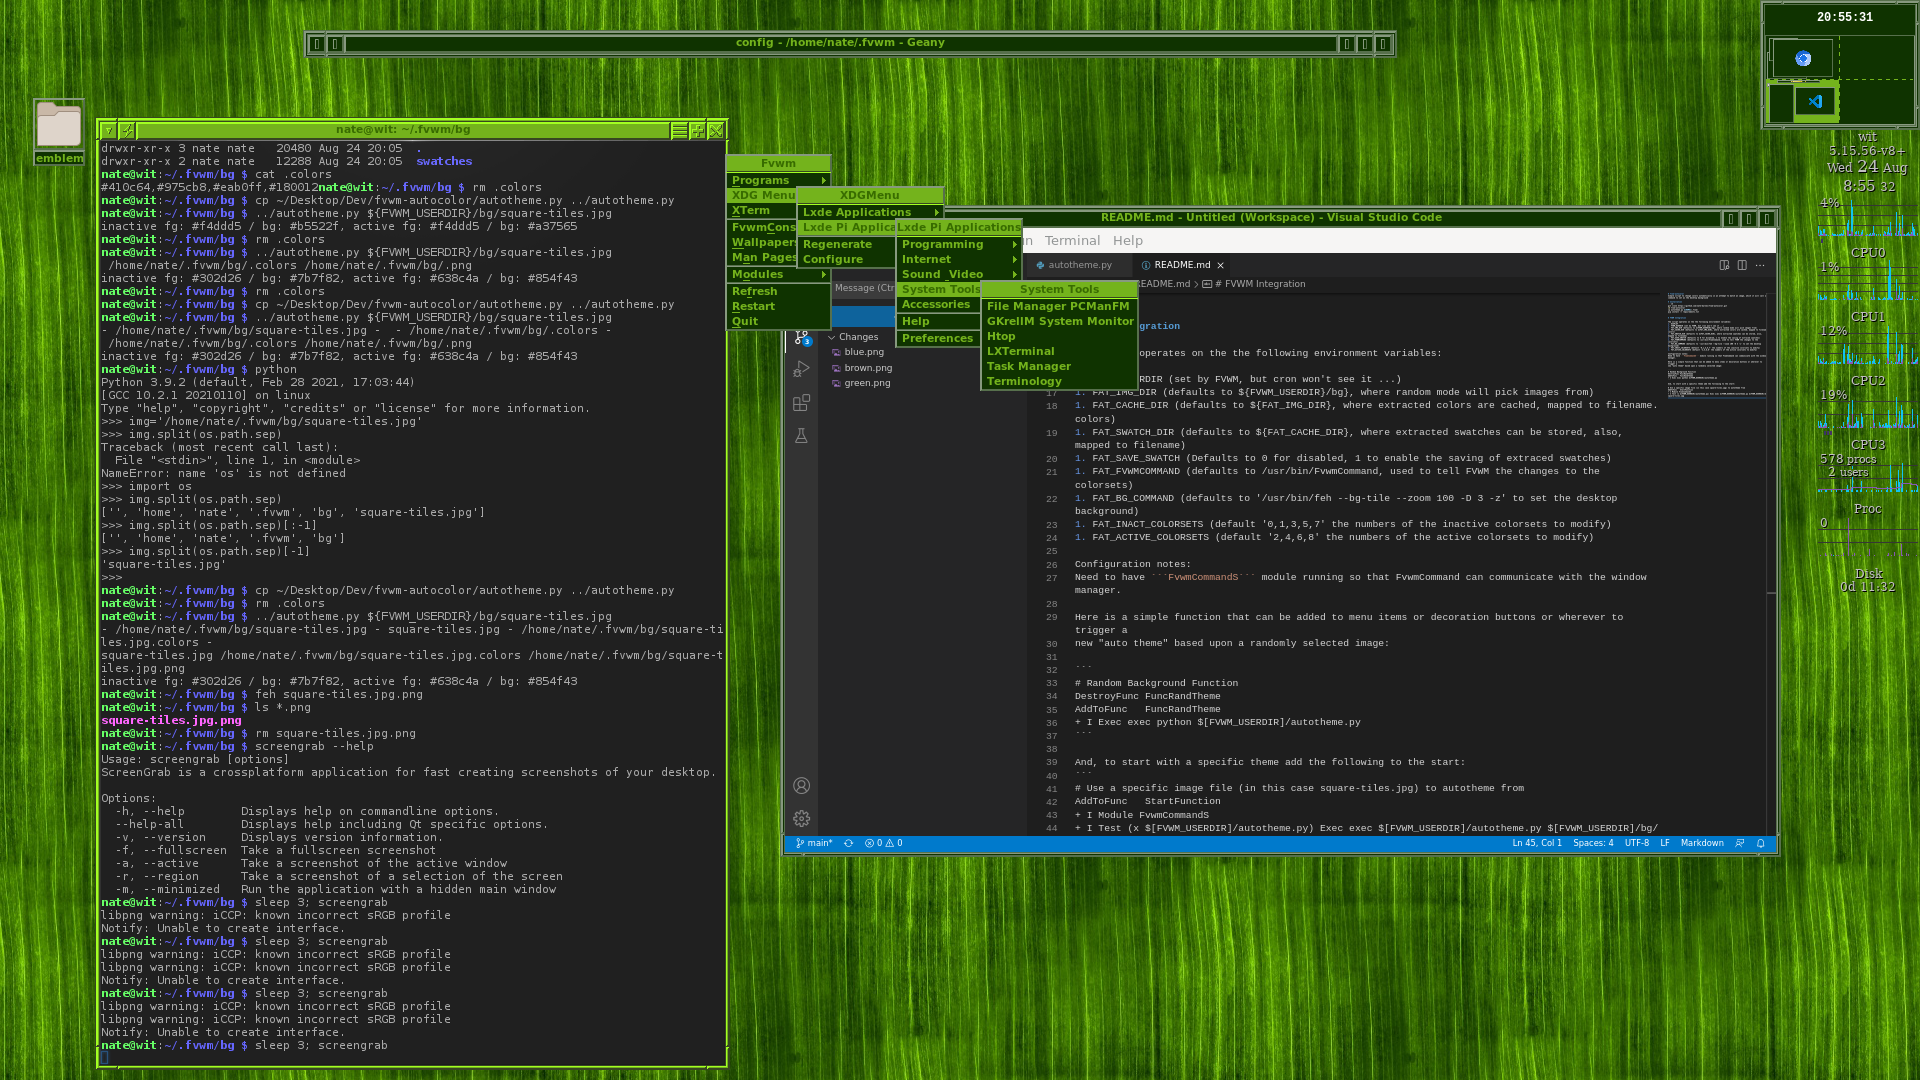 config - /home/nate/.fvwm - Geany
20:55:31
emblem
nate@wit: ~/.fvwm/bg
drwxr-xr-x 3 nate nate   20480 Aug 24 20:05  .
drwxr-xr-x 2 nate nate   12288 Aug 24 20:05  swatches
nate@wit:~/.fvwm/bg $ cat .colors
#410c64,#975cb8,#eab0ff,#180012nate@wit:~/.fvwm/bg $ rm .colors
nate@wit:~/.fvwm/bg $ cp ~/Desktop/Dev/fvwm-autocolor/autotheme.py ../autotheme.py
nate@wit:~/.fvwm/bg $ ../autotheme.py ${FVWM_USERDIR}/bg/square-tiles.jpg
inactive fg: #f4ddd5 / bg: #b5522f, active fg: #f4ddd5 / bg: #a37565
nate@wit:~/.fvwm/bg $ rm .colors
nate@wit:~/.fvwm/bg $ ../autotheme.py ${FVWM_USERDIR}/bg/square-tiles.jpg
 /home/nate/.fvwm/bg/.colors /home/nate/.fvwm/bg/.png
inactive fg: #302d26 / bg: #7b7f82, active fg: #638c4a / bg: #854f43
nate@wit:~/.fvwm/bg $ rm .colors
nate@wit:~/.fvwm/bg $ cp ~/Desktop/Dev/fvwm-autocolor/autotheme.py ../autotheme.py
nate@wit:~/.fvwm/bg $ ../autotheme.py ${FVWM_USERDIR}/bg/square-tiles.jpg
- /home/nate/.fvwm/bg/square-tiles.jpg -  - /home/nate/.fvwm/bg/.colors -
 /home/nate/.fvwm/bg/.colors /home/nate/.fvwm/bg/.png
inactive fg: #302d26 / bg: #7b7f82, active fg: #638c4a / bg: #854f43
nate@wit:~/.fvwm/bg $ python
Python 3.9.2 (default, Feb 28 2021, 17:03:44)
[GCC 10.2.1 20210110] on linux
Type "help", "copyright", "credits" or "license" for more information.
>>> img='/home/nate/.fvwm/bg/square-tiles.jpg'
>>> img.split(os.path.sep)
Traceback (most recent call last):
  File "<stdin>", line 1, in <module>
NameError: name 'os' is not defined
>>> import os
>>> img.split(os.path.sep)
['', 'home', 'nate', '.fvwm', 'bg', 'square-tiles.jpg']
>>> img.split(os.path.sep)[:-1]
['', 'home', 'nate', '.fvwm', 'bg']
>>> img.split(os.path.sep)[-1]
'square-tiles.jpg'
>>>
nate@wit:~/.fvwm/bg $ cp ~/Desktop/Dev/fvwm-autocolor/autotheme.py ../autotheme.py
nate@wit:~/.fvwm/bg $ rm .colors
nate@wit:~/.fvwm/bg $ ../autotheme.py ${FVWM_USERDIR}/bg/square-tiles.jpg
- /home/nate/.fvwm/bg/square-tiles.jpg - square-tiles.jpg - /home/nate/.fvwm/bg/square-ti
les.jpg.colors -
square-tiles.jpg /home/nate/.fvwm/bg/square-tiles.jpg.colors /home/nate/.fvwm/bg/square-t
iles.jpg.png
inactive fg: #302d26 / bg: #7b7f82, active fg: #638c4a / bg: #854f43
nate@wit:~/.fvwm/bg $ feh square-tiles.jpg.png
nate@wit:~/.fvwm/bg $ ls *.png
square-tiles.jpg.png
nate@wit:~/.fvwm/bg $ rm square-tiles.jpg.png
nate@wit:~/.fvwm/bg $ screengrab --help
Usage: screengrab [options]
ScreenGrab is a crossplatform application for fast creating screenshots of your desktop.
Options:
  -h, --help        Displays help on commandline options.
  --help-all        Displays help including Qt specific options.
  -v, --version     Displays version information.
  -f, --fullscreen  Take a fullscreen screenshot
  -a, --active      Take a screenshot of the active window
  -r, --region      Take a screenshot of a selection of the screen
  -m, --minimized   Run the application with a hidden main window
nate@wit:~/.fvwm/bg $ sleep 3; screengrab
libpng warning: iCCP: known incorrect sRGB profile
Notify: Unable to create interface.
nate@wit:~/.fvwm/bg $ sleep 3; screengrab
libpng warning: iCCP: known incorrect sRGB profile
libpng warning: iCCP: known incorrect sRGB profile
Notify: Unable to create interface.
nate@wit:~/.fvwm/bg $ sleep 3; screengrab
libpng warning: iCCP: known incorrect sRGB profile
libpng warning: iCCP: known incorrect sRGB profile
Notify: Unable to create interface.
nate@wit:~/.fvwm/bg $ sleep 3; screengrab
Fvwm
Programs
XDG Menu
XTerm
FvwmCons
Wallpapers
Man Pages
Modules
Refresh
Restart
Quit
XDGMenu
Lxde Applications
Lxde Pi Applica
Regenerate
Configure
Lxde Pi Applications
Programming
Internet
Sound_Video
System Tools
Accessories
Help
Preferences
System Tools
File Manager PCManFM
GKrellM System Monitor
Htop
LXTerminal
Task Manager
Terminology
README.md - Untitled (Workspace) - Visual Studio Code
un Terminal Help
autotheme.py
README.md
README.md > # FVWM Integration
Message (Ctr
3
Changes
blue.png
brown.png
green.png
gration
operates on the the following environment variables:
RDIR (set by FVWM, but cron won't see it ...)
17 1. FAT_IMG_DIR (defaults to ${FVWM_USERDIR}/bg}, where random mode will pick images from)
18 1. FAT_CACHE_DIR (defaults to ${FAT_IMG_DIR}, where extracted colors are cached, mapped to filename.
colors)
19 1. FAT_SWATCH_DIR (defaults to ${FAT_CACHE_DIR}, where extracted swatches can be stored, also,
mapped to filename)
20 1. FAT_SAVE_SWATCH (Defaults to 0 for disabled, 1 to enable the saving of extraced swatches)
21 1. FAT_FVWMCOMMAND (defaults to /usr/bin/FvwmCommand, used to tell FVWM the changes to the
colorsets)
22 1. FAT_BG_COMMAND (defaults to '/usr/bin/feh --bg-tile --zoom 100 -D 3 -z' to set the desktop
background)
23 1. FAT_INACT_COLORSETS (default '0,1,3,5,7' the numbers of the inactive colorsets to modify)
24 1. FAT_ACTIVE_COLORSETS (default '2,4,6,8' the numbers of the active colorsets to modify)
25
26 Configuration notes:
27 Need to have ```FvwmCommandS``` module running so that FvwmCommand can communicate with the window
manager.
28
29 Here is a simple function that can be added to menu items or decoration buttons or wherever to
trigger a
30 new "auto theme" based upon a randomly selected image:
31
32 ```
33 # Random Background Function
34 DestroyFunc FuncRandTheme
35 AddToFunc   FuncRandTheme
36 + I Exec exec python $[FVWM_USERDIR]/autotheme.py
37 ```
38
39 And, to start with a specific theme add the following to the start:
40 ```
41 # Use a specific image file (in this case square-tiles.jpg) to autotheme from
42 AddToFunc   StartFunction
43 + I Module FvwmCommandS
44 + I Test (x $[FVWM_USERDIR]/autotheme.py) Exec exec $[FVWM_USERDIR]/autotheme.py $[FVWM_USERDIR]/bg/
main* 0 0 Ln 45, Col 1 Spaces: 4 UTF-8 LF Markdown
wit
5.15.56-v8+
Wed 24 Aug
8:55 32
4%
CPU0
1%
CPU1
12%
CPU2
19%
CPU3
578 procs
2 users
Proc
0
Disk
0d 11:32